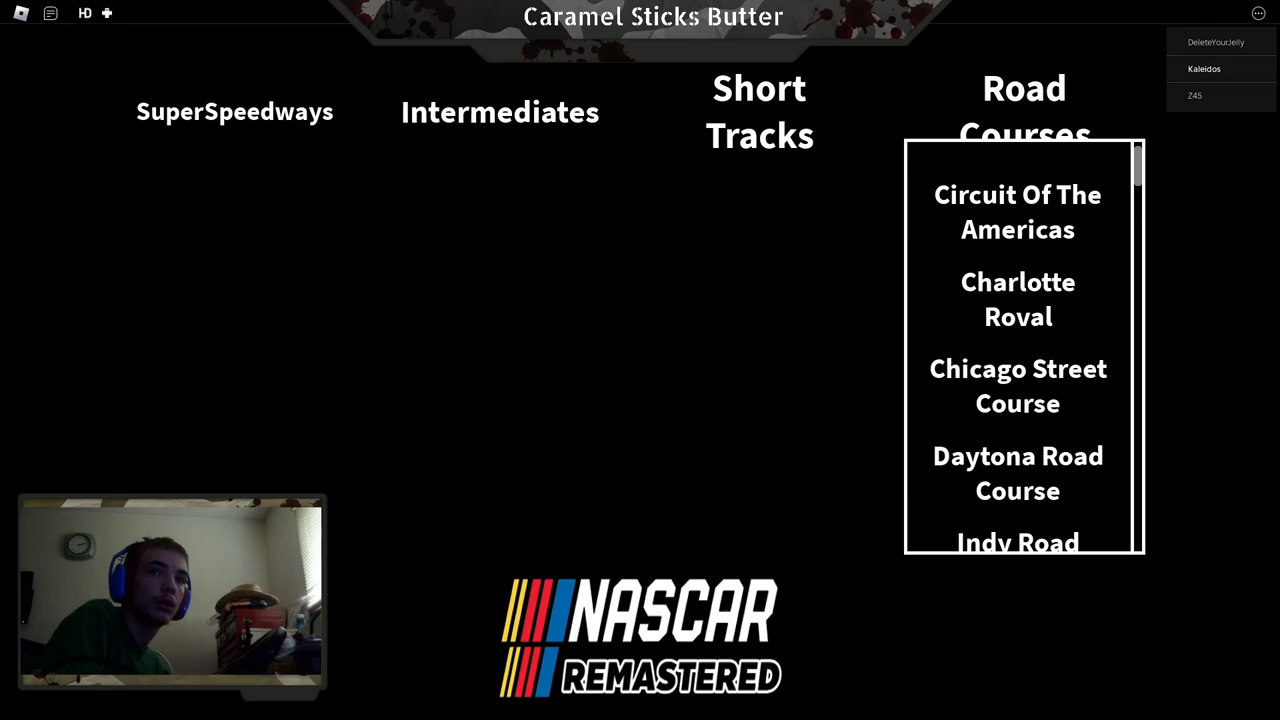 HD
Caramel Sticks Butter
DeleteYourJelly
Kaleidos
Z45
SuperSpeedways
Intermediates
Short
Tracks
Road
Courses
Circuit Of The
Americas
Charlotte
Roval
Chicago Street
Course
Daytona Road
Course
Indy Road
NASCAR
REMASTERED